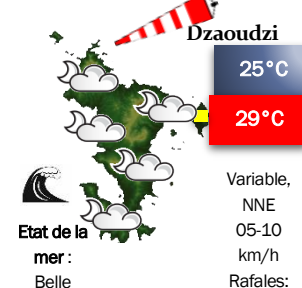 Dzaoudzi
25°C
29°C
Variable,
NNE
05-10
km/h
Rafales:
Etat de la
mer :
Belle